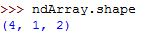 >>> ndArray.shape
(4, 1, 2)